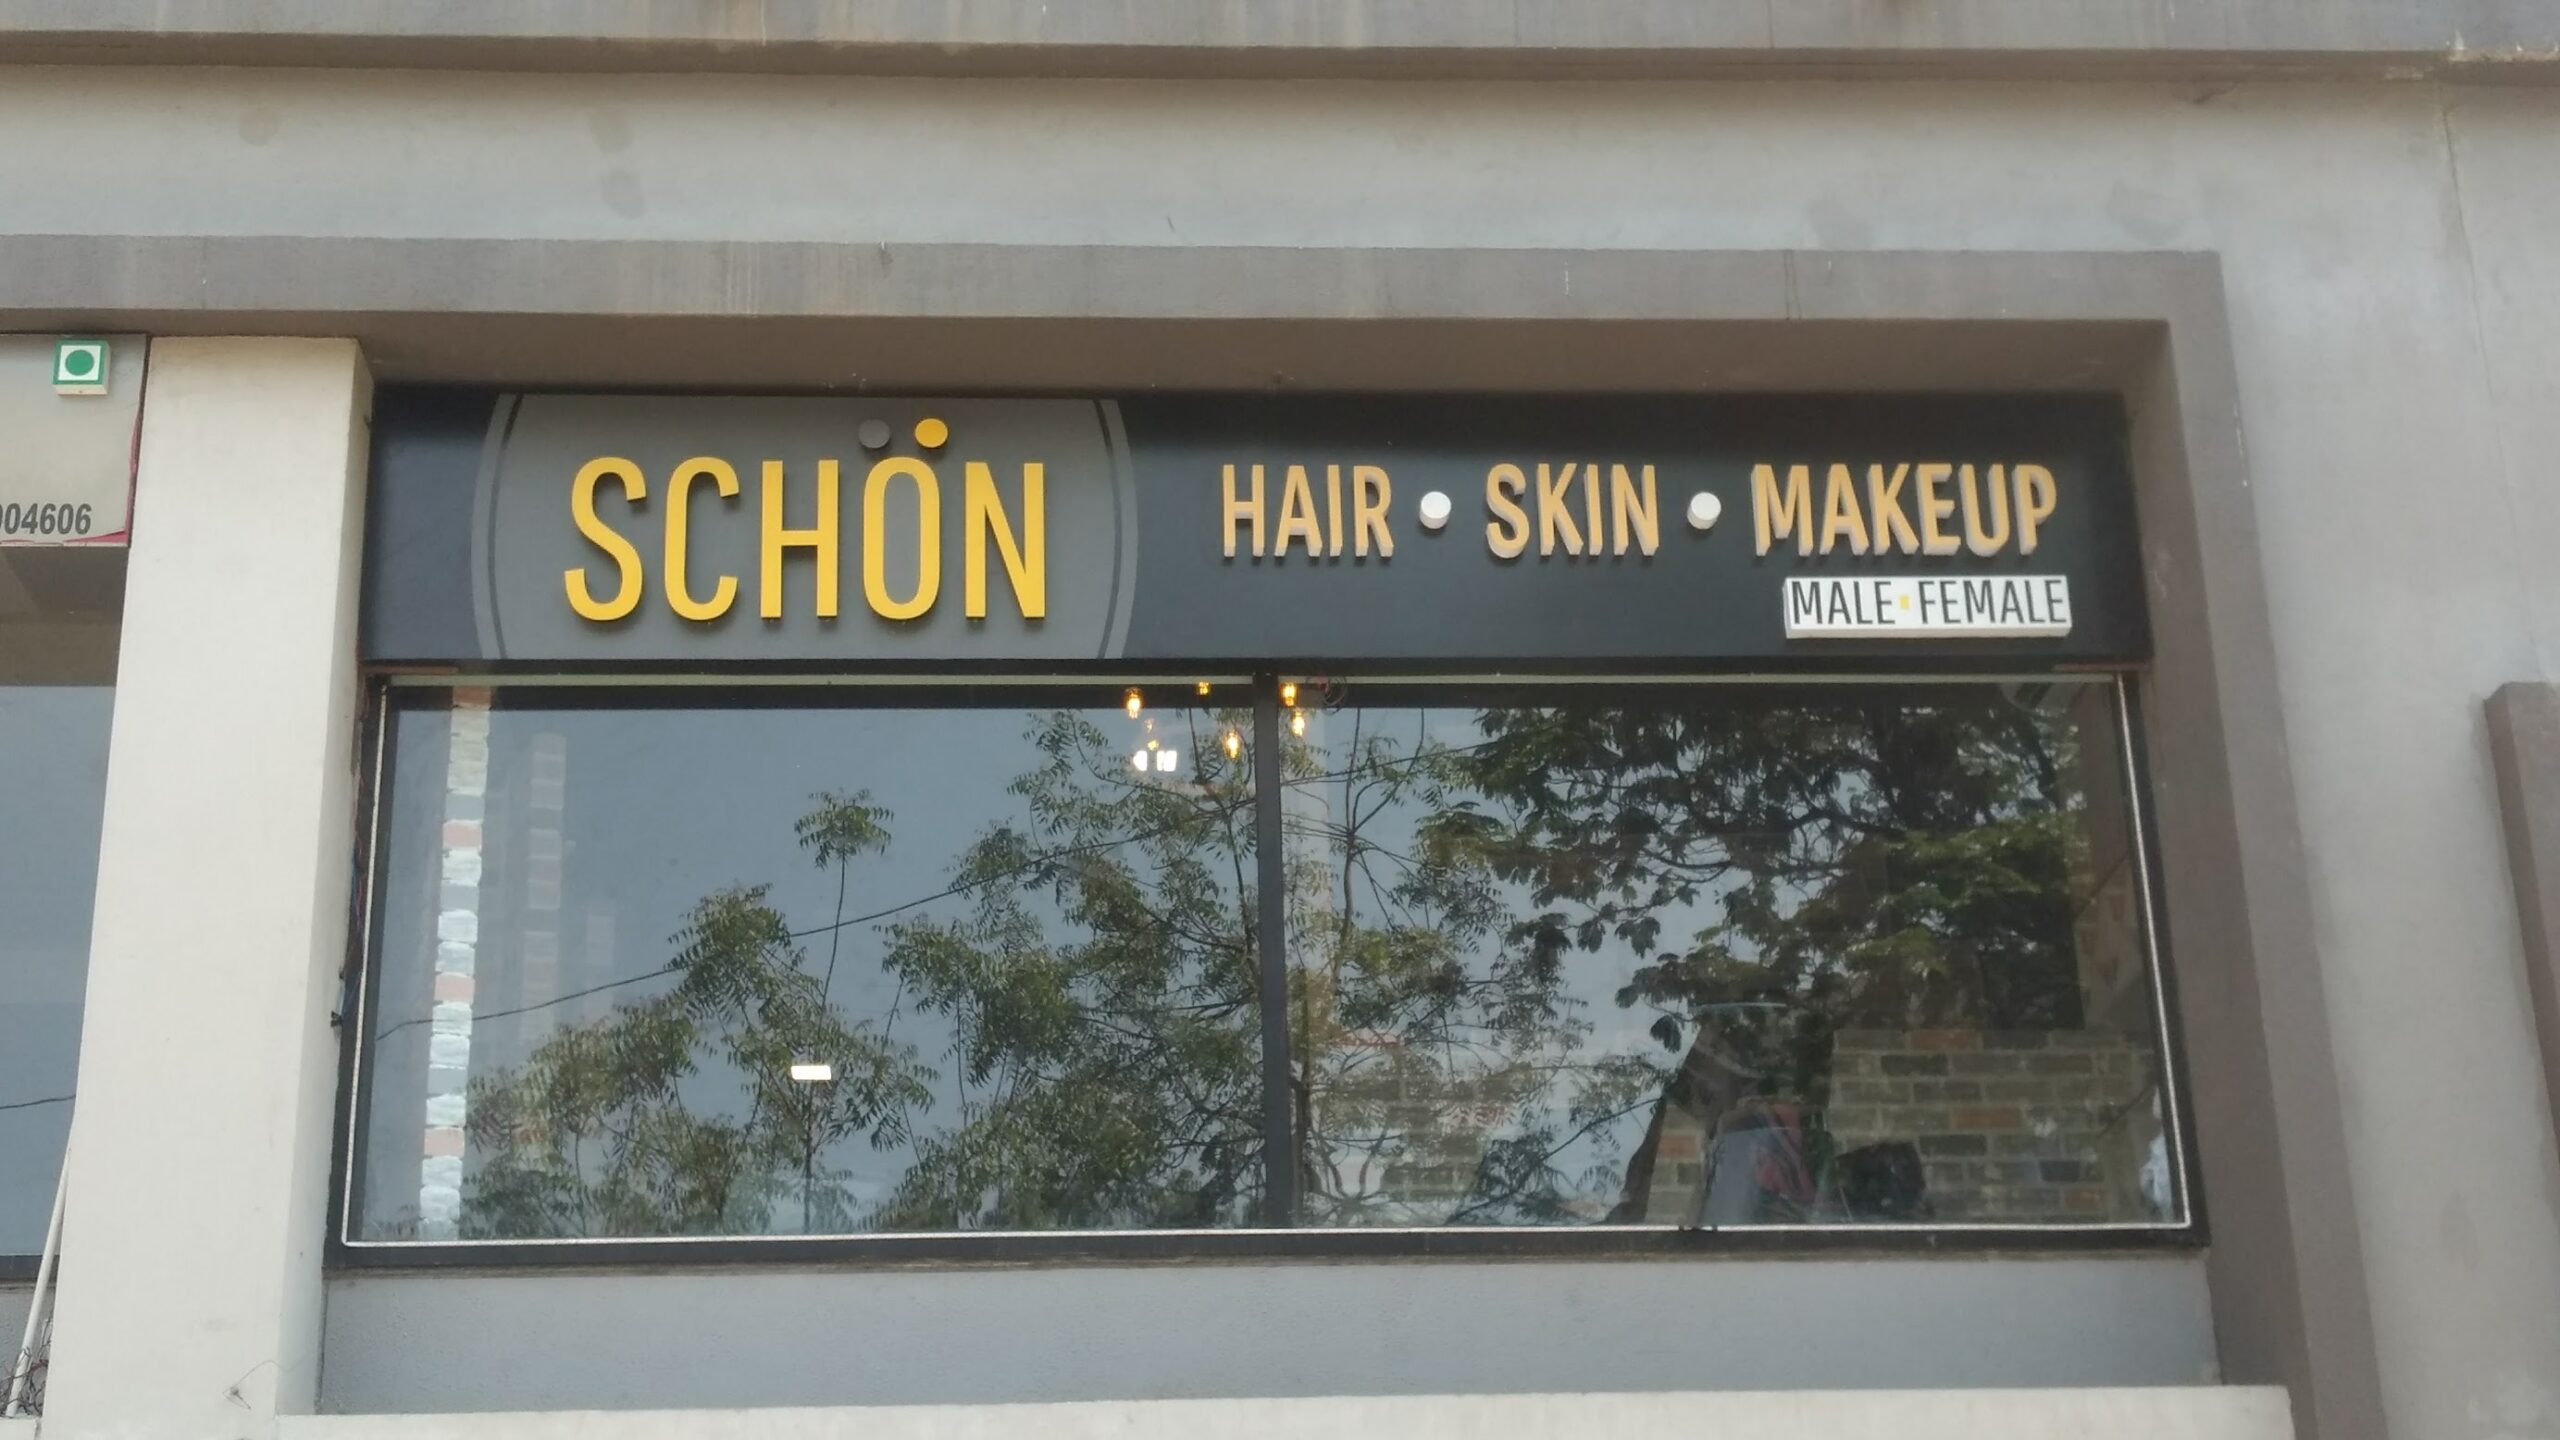 SCHÖN
HAIR • SKIN • MAKEUP
MALE • FEMALE
04606